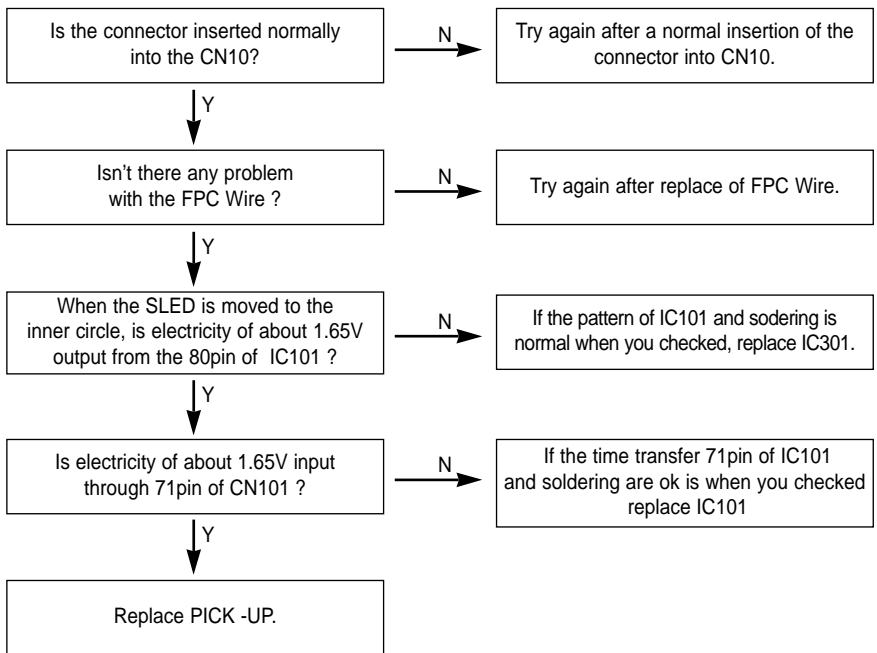 Is the connector inserted normally
into the CN10?
N
Try again after a normal insertion of the
connector into CN10.
Y
Isn't there any problem
with the FPC Wire ?
N
Try again after replace of FPC Wire.
Y
When the SLED is moved to the
inner circle, is electricity of about 1.65V
output from the 80pin of IC101 ?
N
If the pattern of IC101 and sodering is
normal when you checked, replace IC301.
Y
Is electricity of about 1.65V input
through 71pin of CN101 ?
N
If the time transfer 71pin of IC101
and soldering are ok is when you checked
replace IC101
Y
Replace PICK -UP.